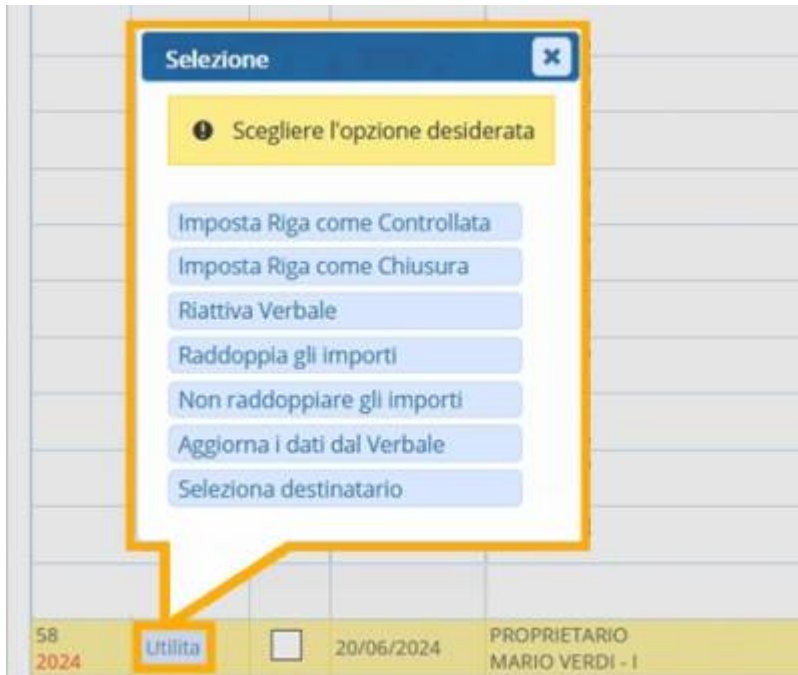 Selezione
Scegliere l'opzione desiderata
Imposta Riga come Controllata
Imposta Riga come Chiusura
Riattiva Verbale
Raddoppia gli importi
Non raddoppiare gli importi
Aggiorna i dati dal Verbale
Seleziona destinatario
58
2024
Utilita
20/06/2024
PROPRIETARIO
MARIO VERDI - I